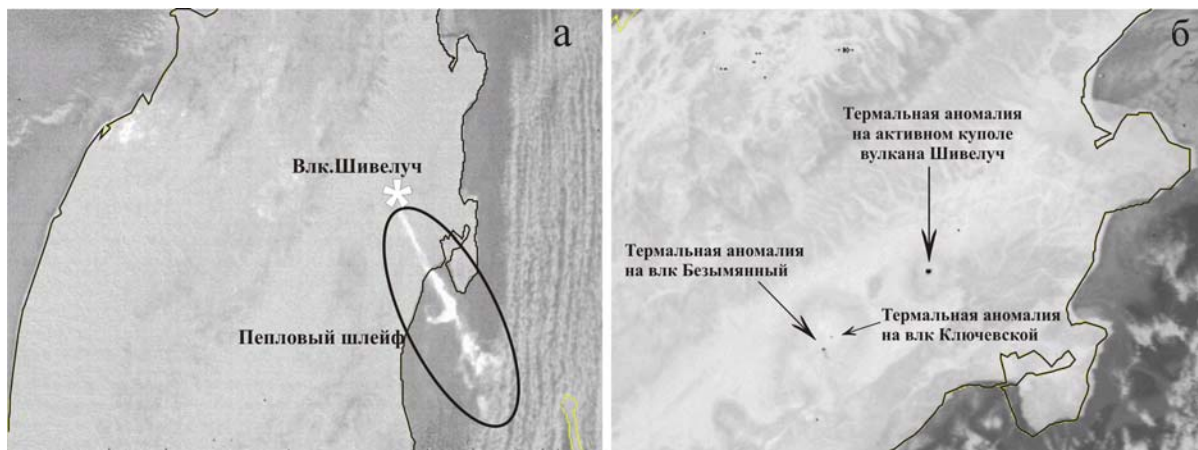 а
Влк.Шивелуч
Пепловый шлейф
б
Термальная аномалия
на активном куполе
вулкана Шивелуч
Термальная аномалия
на влк Безымянный
Термальная аномалия
на влк Ключевской